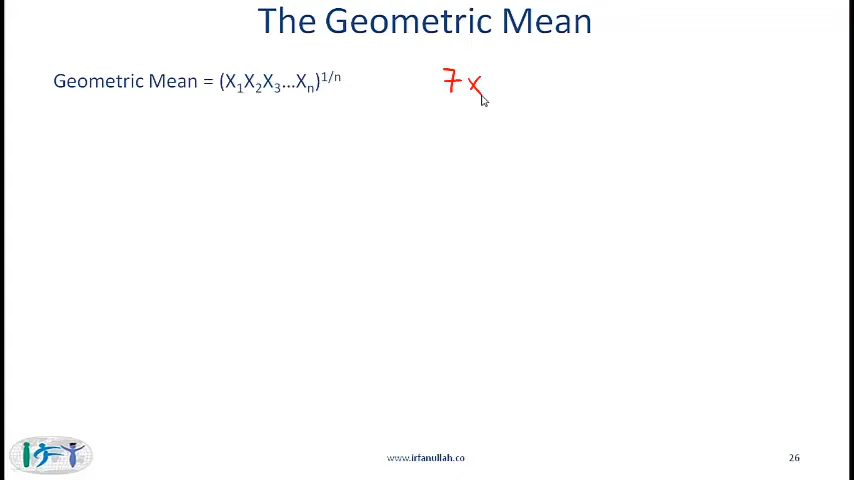 The Geometric Mean
Geometric Mean = (X₁X₂X₃...Xₙ)¹/ⁿ 7 x
www.irfanullah.co 26